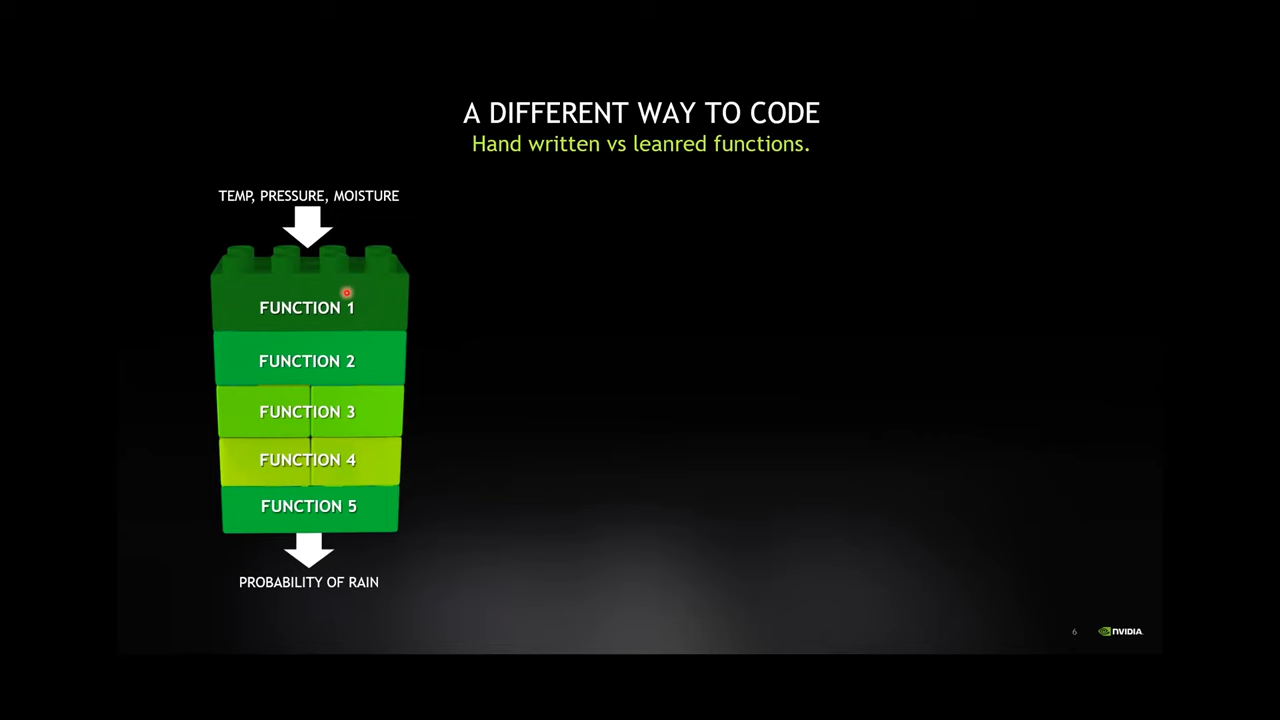 A DIFFERENT WAY TO CODE
Hand written vs leanred functions.
TEMP, PRESSURE, MOISTURE
FUNCTION 1
FUNCTION 2
FUNCTION 3
FUNCTION 4
FUNCTION 5
PROBABILITY OF RAIN
6
NVIDIA